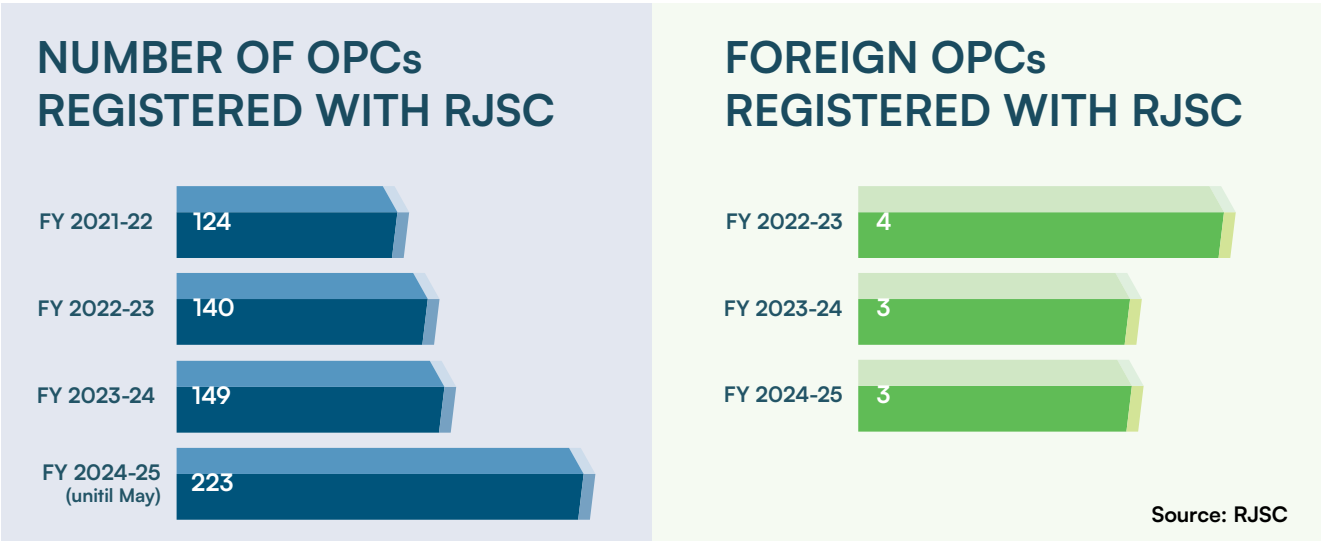 NUMBER OF OPCs
REGISTERED WITH RJSC
FY 2021-22
124
FY 2022-23
140
FY 2023-24
149
FY 2024-25
(unitil May)
223
FOREIGN OPCs
REGISTERED WITH RJSC
FY 2022-23
4
FY 2023-24
3
FY 2024-25
3
Source: RJSC